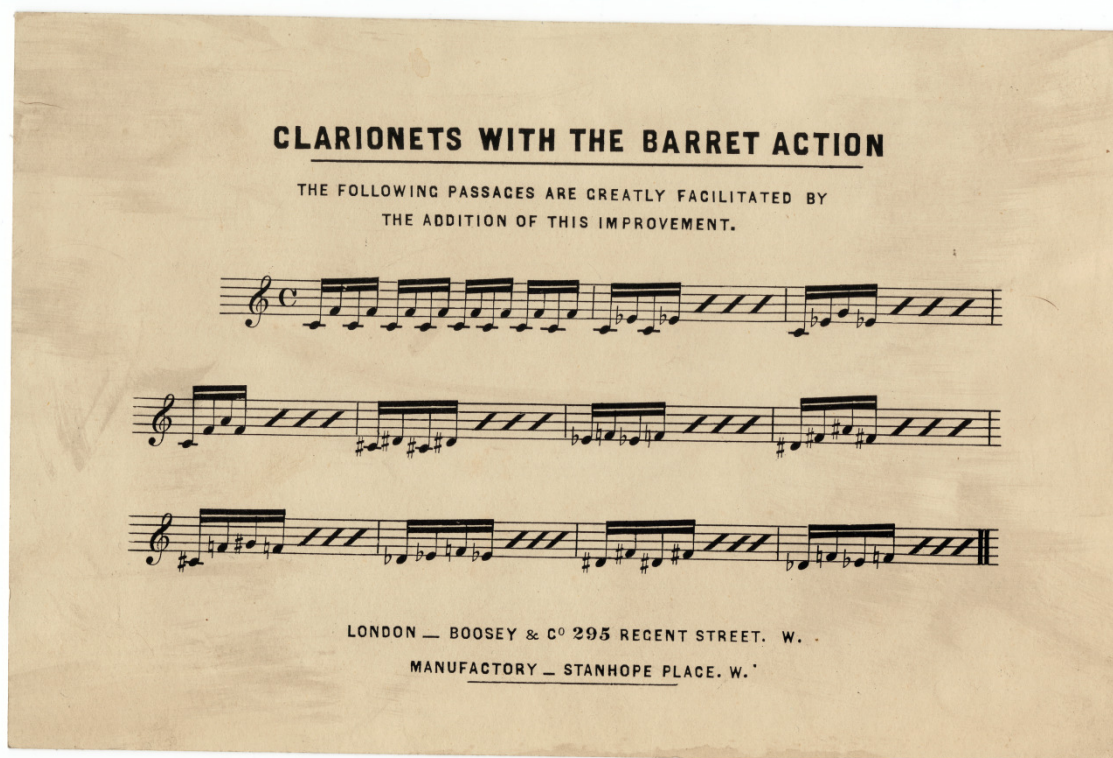 CLARIONETS WITH THE BARRET ACTION
THE FOLLOWING PASSAGES ARE GREATLY FACILITATED BY
THE ADDITION OF THIS IMPROVEMENT.
LONDON — BOOSEY & Cº 295 REGENT STREET. W.
MANUFACTORY — STANHOPE PLACE. W.